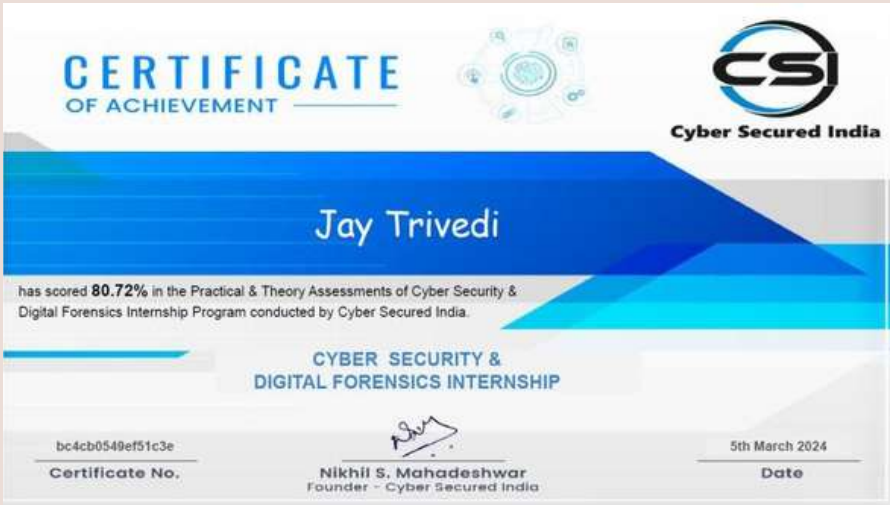 CERTIFICATE
OF ACHIEVEMENT
CSI
Cyber Secured India
Jay Trivedi
has scored 80.72% in the Practical & Theory Assessments of Cyber Security &
Digital Forensics Internship Program conducted by Cyber Secured India.
CYBER SECURITY &
DIGITAL FORENSICS INTERNSHIP
bc4cb0549ef51c3e
Certificate No.
Nikhil S. Mahadeshwar
Founder - Cyber Secured India
5th March 2024
Date